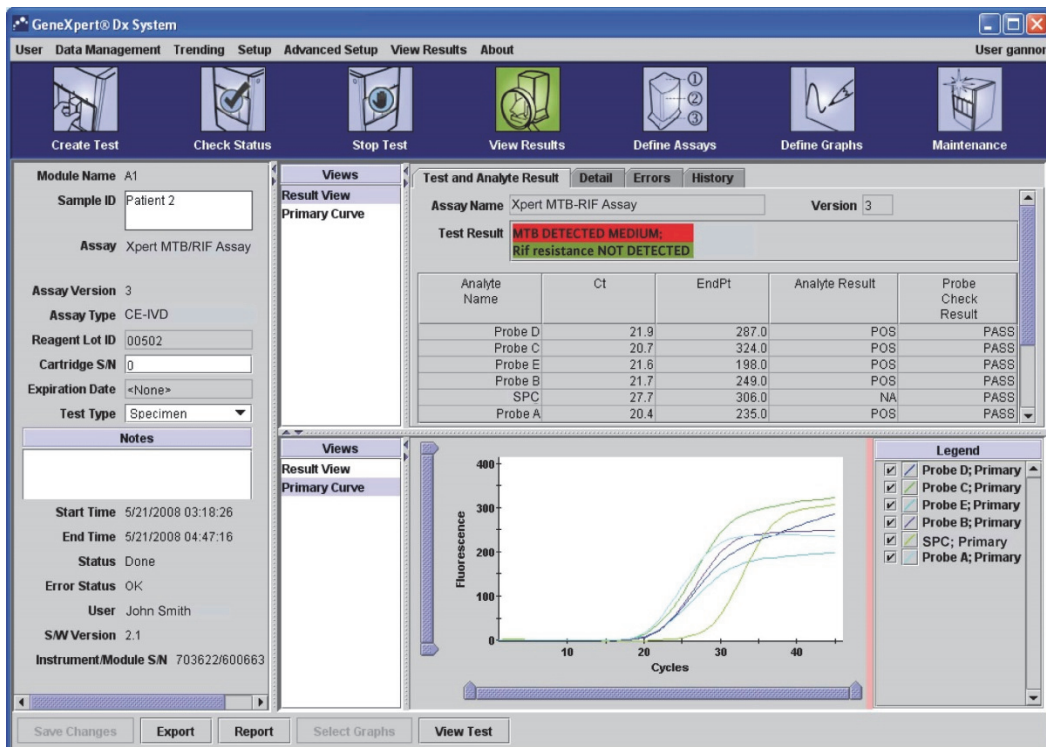 GeneXpert® Dx System
User Data Management Trending Setup Advanced Setup View Results About User gannor
Create Test Check Status Stop Test View Results Define Assays Define Graphs Maintenance
Module Name A1
Sample ID Patient 2
Assay Xpert MTB/RIF Assay
Assay Version 3
Assay Type CE-IVD
Reagent Lot ID 00502
Cartridge S/N 0
Expiration Date <None>
Test Type Specimen
Notes
Start Time 5/21/2008 03:18:26
End Time 5/21/2008 04:47:16
Status Done
Error Status OK
User John Smith
S/W Version 2.1
Instrument/Module S/N 703622/600663
Views
Result View
Primary Curve
Test and Analyte Result Detail Errors History
Assay Name Xpert MTB-RIF Assay Version 3
Test Result MTB DETECTED MEDIUM;
Rif resistance NOT DETECTED
Analyte Name Ct EndPt Analyte Result Probe Check Result
Probe D 21.9 287.0 POS PASS
Probe C 20.7 324.0 POS PASS
Probe E 21.6 198.0 POS PASS
Probe B 21.7 249.0 POS PASS
SPC 27.7 306.0 NA PASS
Probe A 20.4 235.0 POS PASS
Views
Result View
Primary Curve
400
300
200
100
0
Fluorescence
10 20 30 40
Cycles
Legend
Probe D; Primary
Probe C; Primary
Probe E; Primary
Probe B; Primary
SPC; Primary
Probe A; Primary
Save Changes Export Report Select Graphs View Test